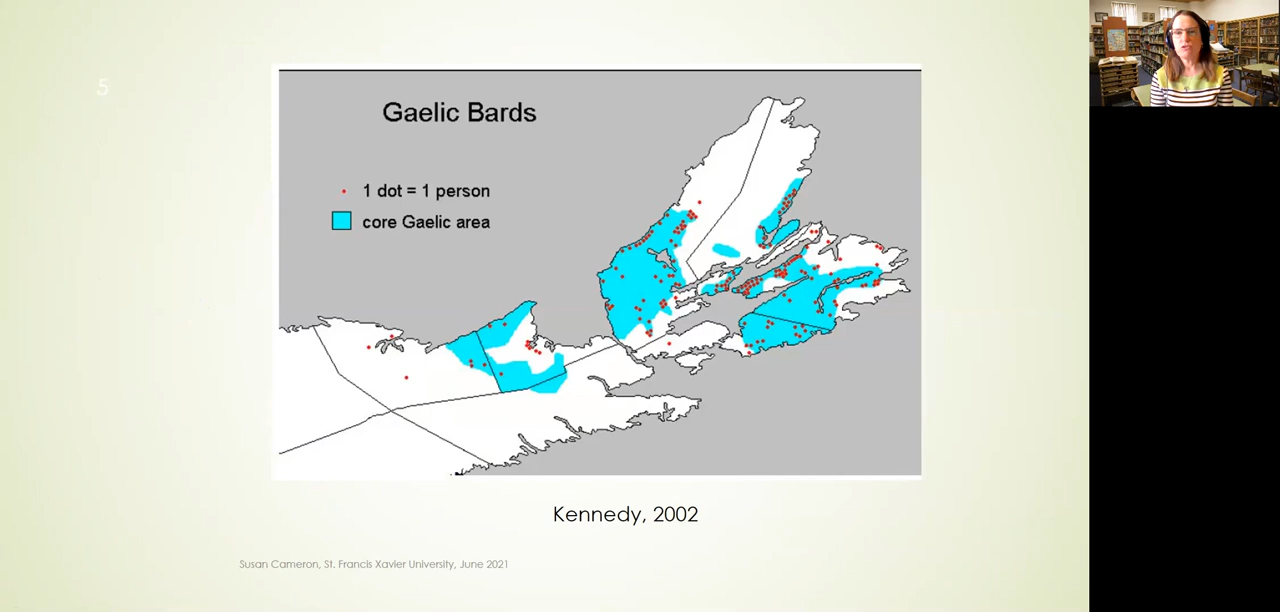 5
Gaelic Bards
1 dot = 1 person
core Gaelic area
Kennedy, 2002
Susan Cameron, St. Francis Xavier University, June 2021